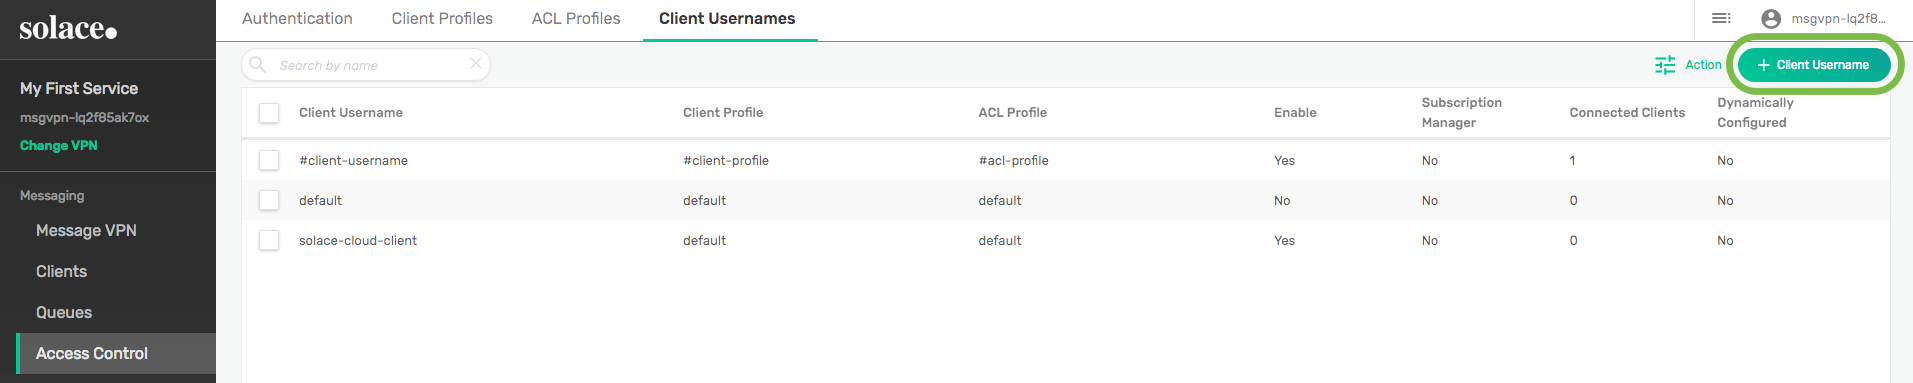 solace.
Authentication Client Profiles ACL Profiles Client Usernames
msgvpn-lq2f8...
My First Service
msgvpn-lq2f85ak7ox
Change VPN
Search by name
Action
+ Client Username
Client Username Client Profile ACL Profile Enable Subscription Manager Connected Clients Dynamically Configured
#client-username #client-profile #acl-profile Yes No 1 No
default default default No No 0 No
solace-cloud-client default default Yes No 0 No
Messaging
Message VPN
Clients
Queues
Access Control